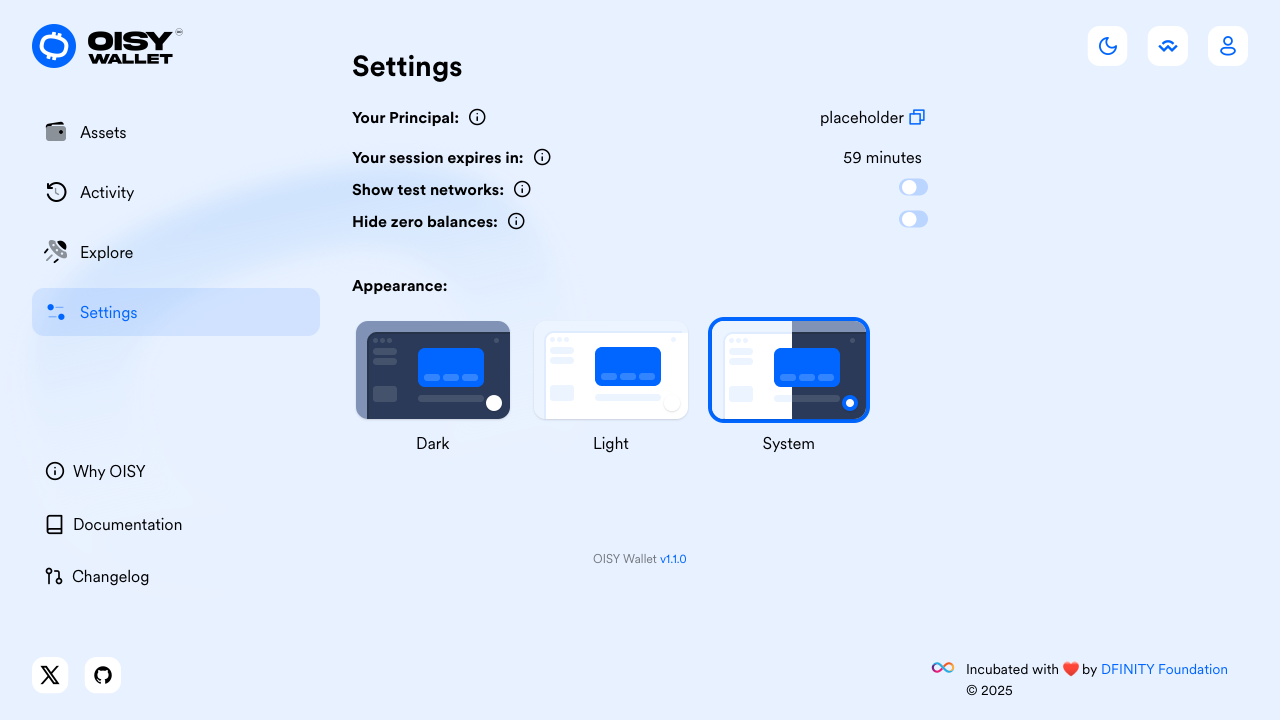 OISY
WALLET
Settings
Assets
Activity
Explore
Settings
Your Principal:
placeholder
Your session expires in:
59 minutes
Show test networks:
Hide zero balances:
Appearance:
Dark
Light
System
Why OISY
Documentation
Changelog
OISY Wallet v1.1.0
Incubated with ❤️ by DFINITY Foundation
© 2025